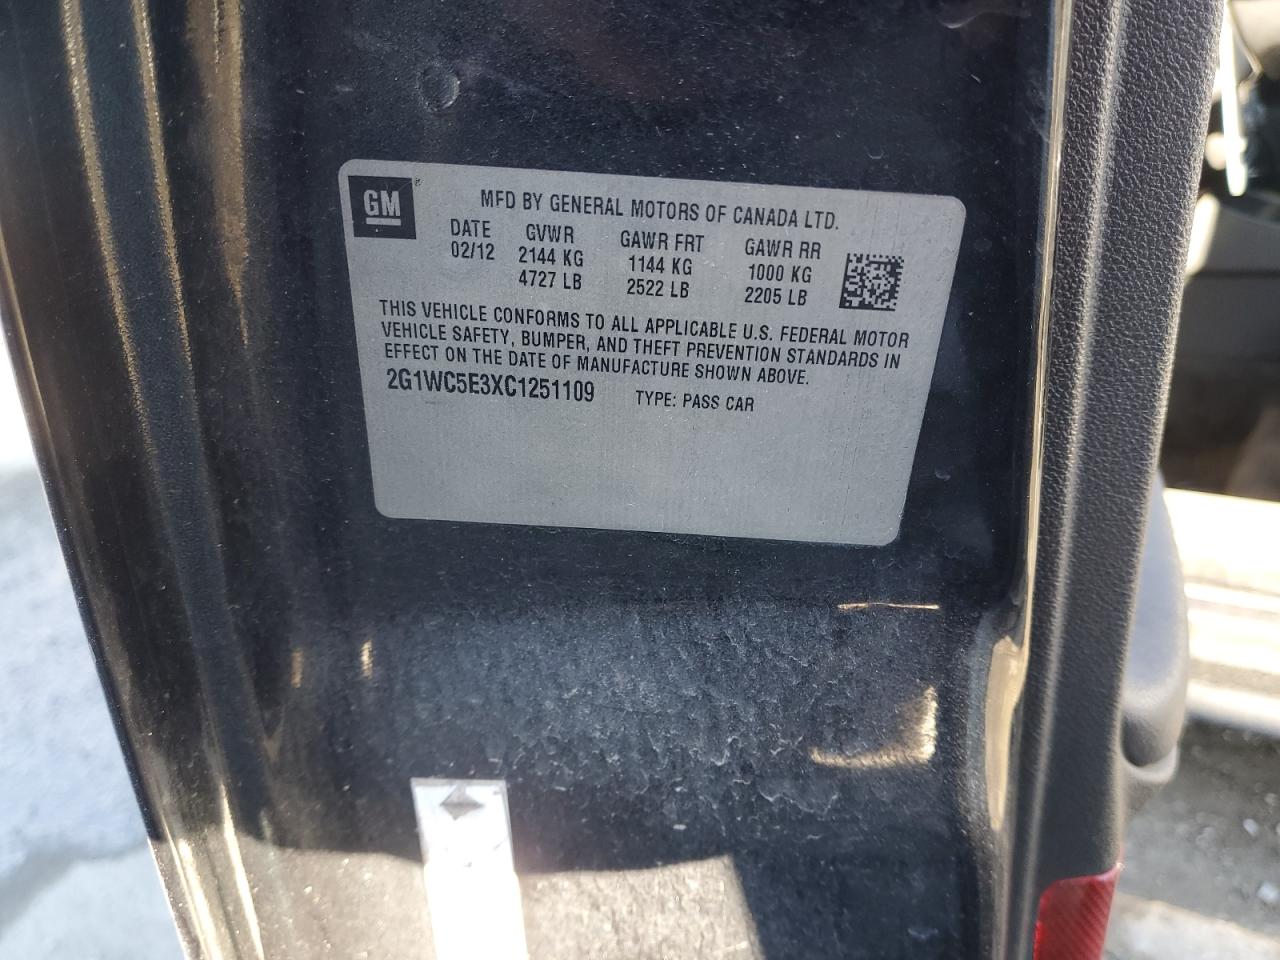 GM
MFD BY GENERAL MOTORS OF CANADA LTD.
DATE GVWR GAWR FRT GAWR RR
02/12 2144 KG 1144 KG 1000 KG
4727 LB 2522 LB 2205 LB
THIS VEHICLE CONFORMS TO ALL APPLICABLE U.S. FEDERAL MOTOR
VEHICLE SAFETY, BUMPER, AND THEFT PREVENTION STANDARDS IN
EFFECT ON THE DATE OF MANUFACTURE SHOWN ABOVE.
2G1WC5E3XC1251109 TYPE: PASS CAR